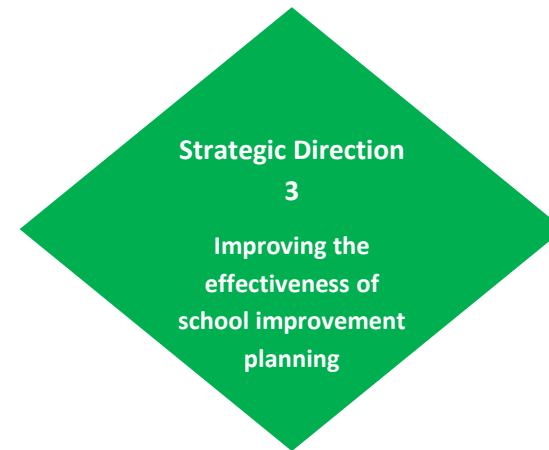 Strategic Direction
3
Improving the
effectiveness of
school improvement
planning